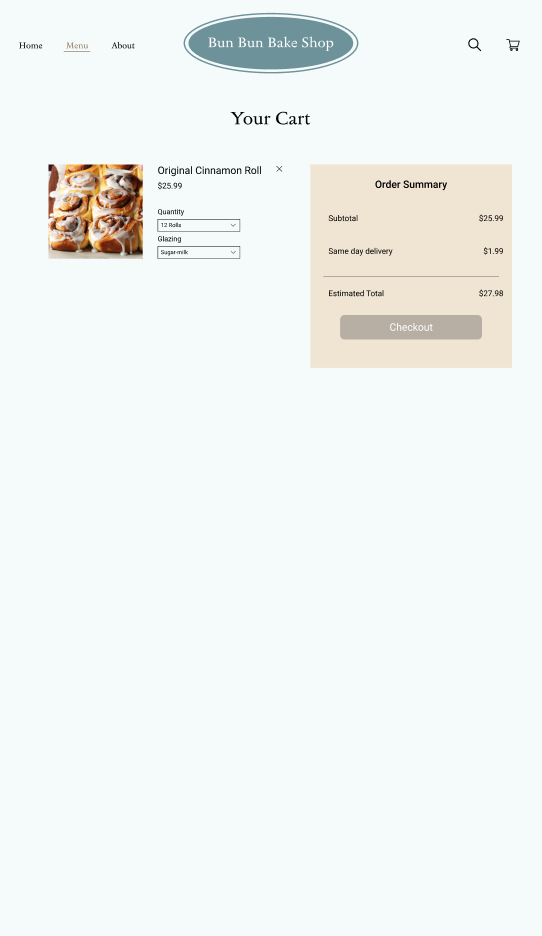 Home
Menu
About
Bun Bun Bake Shop
Your Cart
Original Cinnamon Roll
$25.99
Quantity
12 Rolls
Glazing
Sugar-milk
Order Summary
Subtotal $25.99
Same day delivery $1.99
Estimated Total $27.98
Checkout